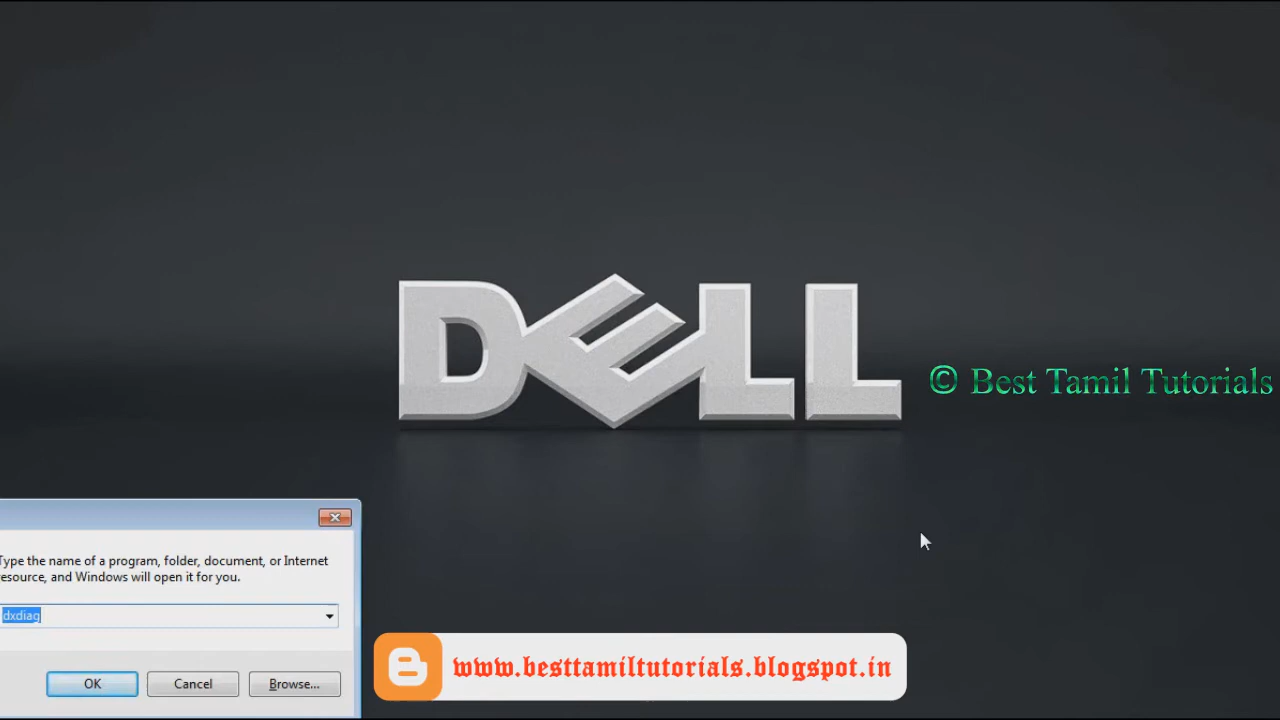 DELL
© Best Tamil Tutorials
Type the name of a program, folder, document, or Internet
resource, and Windows will open it for you.
dxdiag
OK Cancel Browse...
www.besttamiltutorials.blogspot.in